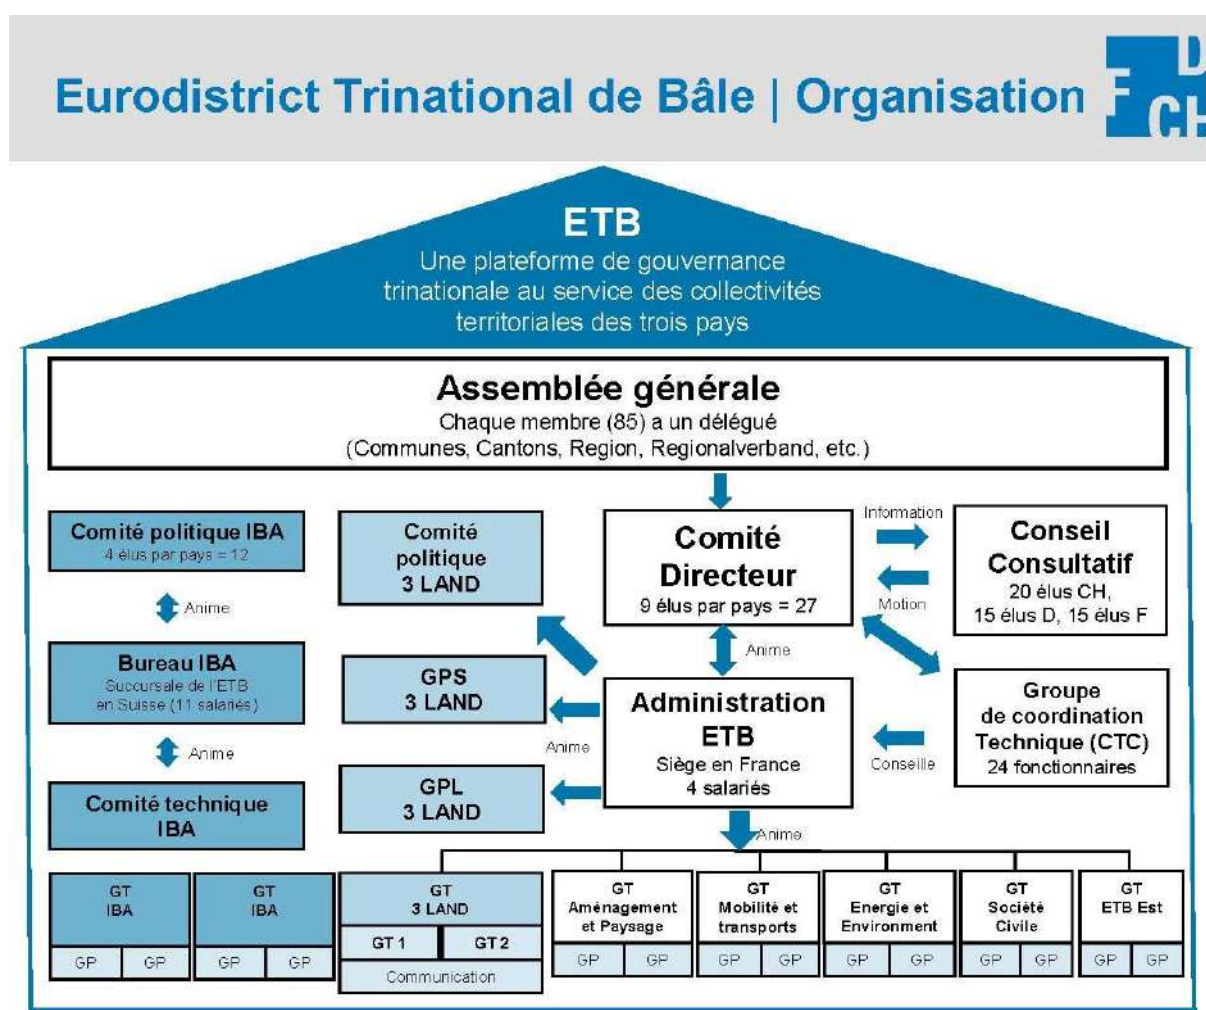 Eurodistrict Trinational de Bâle | Organisation
F
D
CH
ETB
Une plateforme de gouvernance
trinationale au service des collectivités
territoriales des trois pays
Assemblée générale
Chaque membre (85) a un délégué
(Communes, Cantons, Region, Regionalverband, etc.)
Comité politique IBA
4 élus par pays = 12
Anime
Bureau IBA
Succursale de l'ETB
en Suisse (11 salariés)
Anime
Comité technique
IBA
Comité
politique
3 LAND
GPS
3 LAND
GPL
3 LAND
Anime
Comité
Directeur
9 élus par pays = 27
Anime
Administration
ETB
Siège en France
4 salariés
Anime
Information
Motion
Conseil
Consultatif
20 élus CH,
15 élus D, 15 élus F
Conseille
Groupe
de coordination
Technique (CTC)
24 fonctionnaires
GT
IBA
GP GP
GT
IBA
GP GP
GT
3 LAND
GT 1 GT 2
Communication
GT
Aménagement
et Paysage
GP GP
GT
Mobilité et
transports
GP GP
GT
Energie et
Environment
GP GP
GT
Société
Civile
GP GP
GT
ETB Est
GP GP